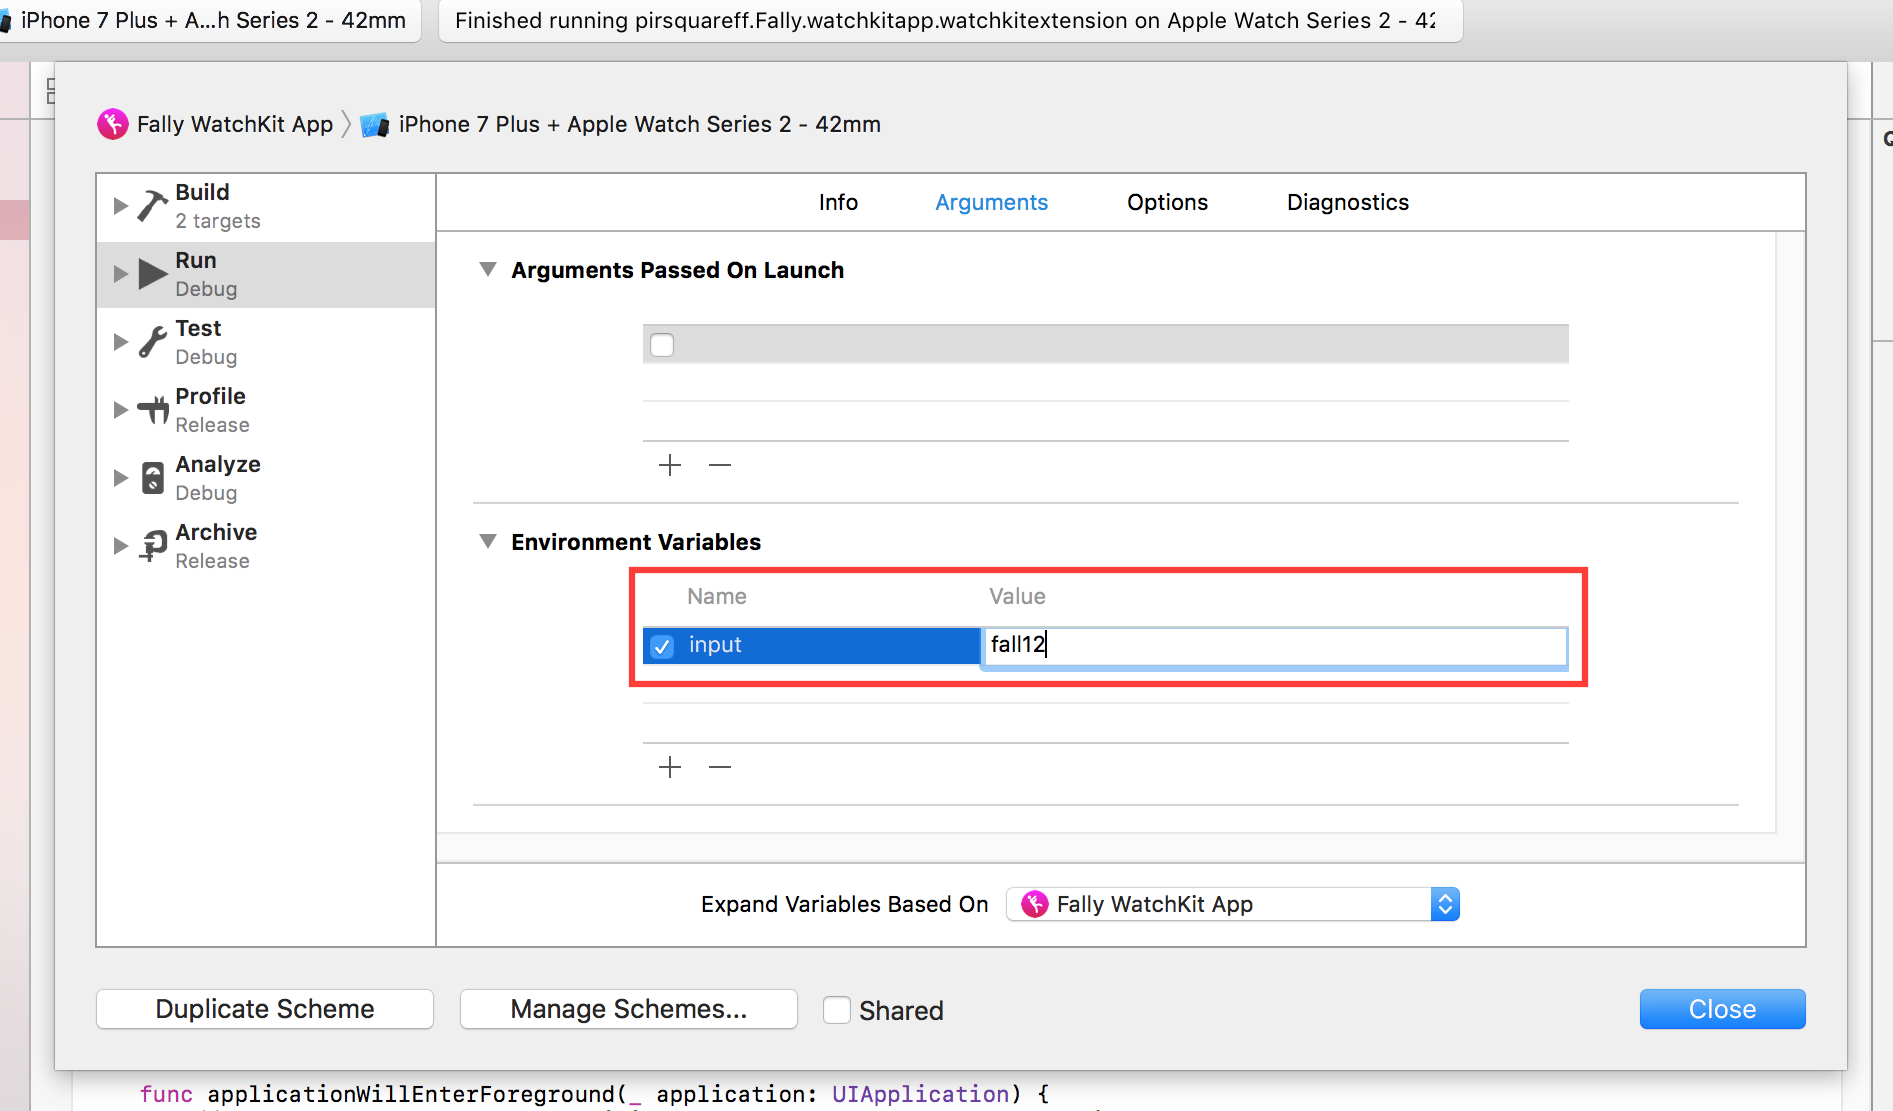 iPhone 7 Plus + A...h Series 2 - 42mm
Finished running pirsquareff.Fally.watchkitapp.watchkitextension on Apple Watch Series 2 - 42
Fally WatchKit App
iPhone 7 Plus + Apple Watch Series 2 - 42mm
Build
2 targets
Run
Debug
Test
Debug
Profile
Release
Analyze
Debug
Archive
Release
Info Arguments Options Diagnostics
Arguments Passed On Launch
Environment Variables
Name Value
input fall12
Expand Variables Based On Fally WatchKit App
Duplicate Scheme Manage Schemes... Shared Close
func applicationWillEnterForeground(_ application: UIApplication) {